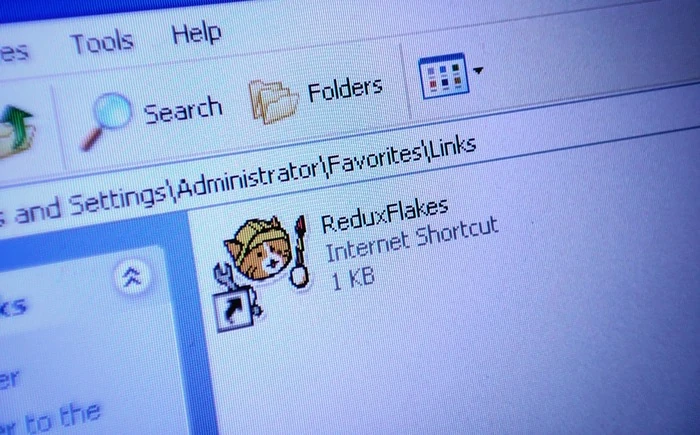 es Tools Help
Search Folders
s and Settings\Administrator\Favorites\Links
ReduxFlakes
Internet Shortcut
1 KB
ks
er
er to the